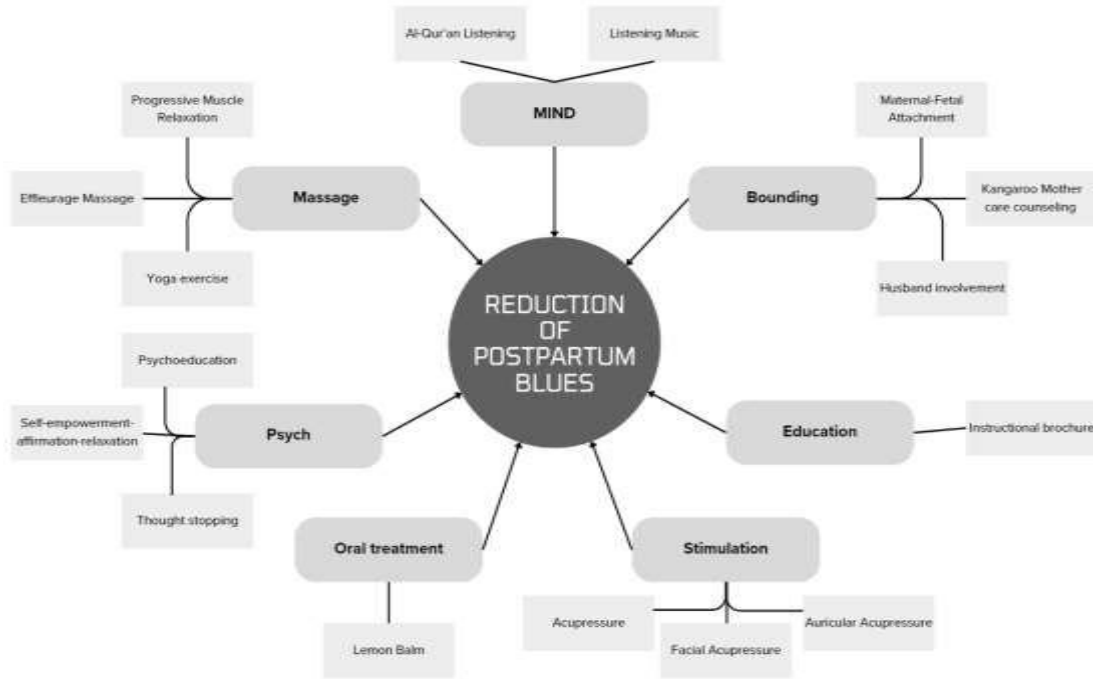 Al-Qur'an Listening
Listening Music
MIND
Progressive Muscle
Relaxation
Effleurage Massage
Yoga exercise
Massage
Maternal-Fetal
Attachment
Kangaroo Mother
care counseling
Husband involvement
Bounding
REDUCTION
OF
POSTPARTUM
BLUES
Psychoeducation
Self-empowerment-
affirmation-relaxation
Thought stopping
Psych
Education
Instructional brochure
Oral treatment
Lemon Balm
Stimulation
Acupressure
Facial Acupressure
Auricular Acupressure